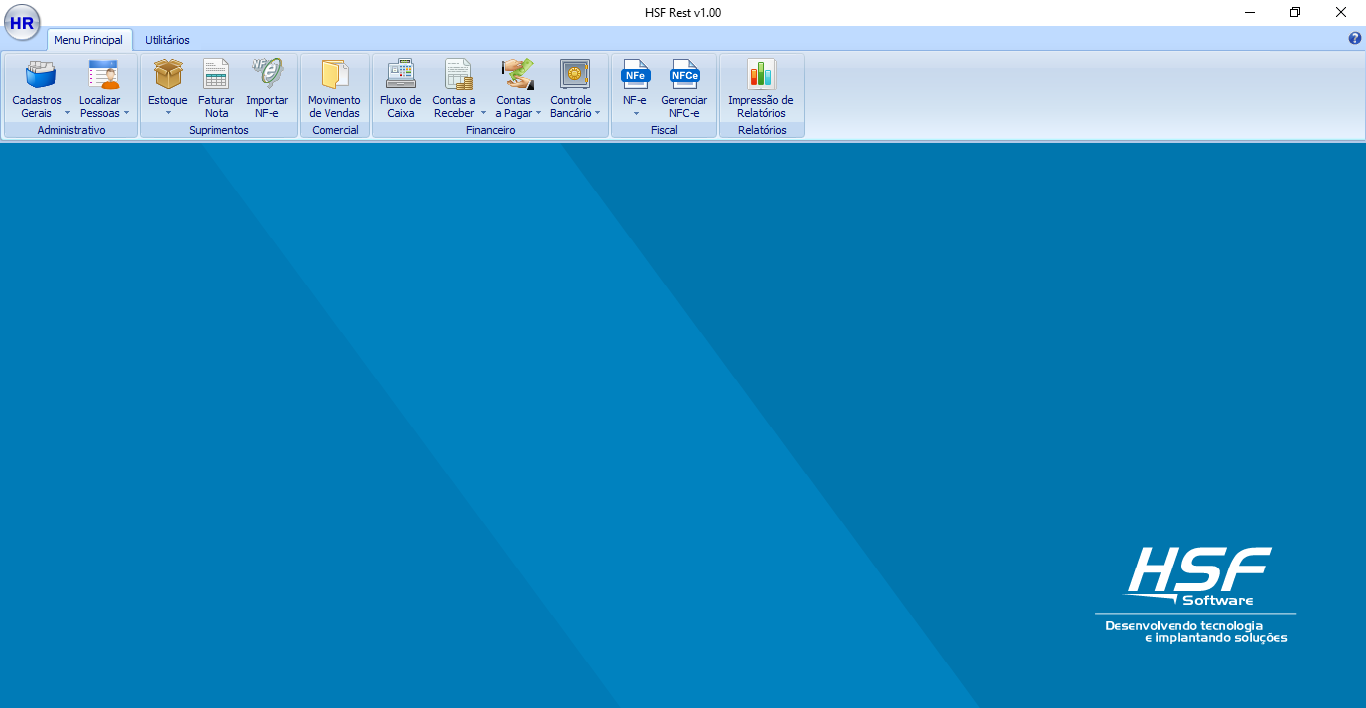 HSF Rest v1.00
HR
Menu Principal
Utilitários
Cadastros
Gerais
Localizar
Pessoas
Administrativo
Estoque
Faturar
Nota
NFe
Importar
NF-e
Suprimentos
Movimento
de Vendas
Comercial
Fluxo de
Caixa
Contas a
Receber
Contas
a Pagar
Controle
Bancário
Financeiro
NFe
NF-e
NFCe
Gerenciar
NFC-e
Fiscal
Impressão de
Relatórios
Relatórios
HSF
Software
Desenvolvendo tecnologia
e implantando soluções